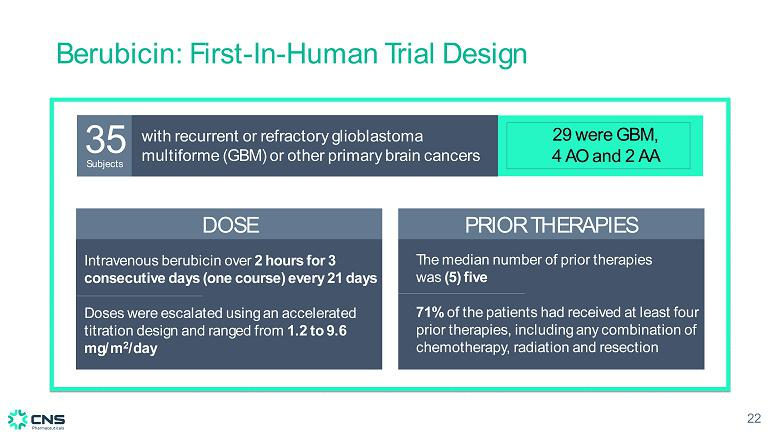 Berubicin: First-In-Human Trial Design
35
Subjects
with recurrent or refractory glioblastoma
multiforme (GBM) or other primary brain cancers
29 were GBM,
4 AO and 2 AA
DOSE
Intravenous berubicin over 2 hours for 3
consecutive days (one course) every 21 days
Doses were escalated using an accelerated
titration design and ranged from 1.2 to 9.6
mg/m²/day
PRIOR THERAPIES
The median number of prior therapies
was (5) five
71% of the patients had received at least four
prior therapies, including any combination of
chemotherapy, radiation and resection
CNS
Pharmaceuticals
22